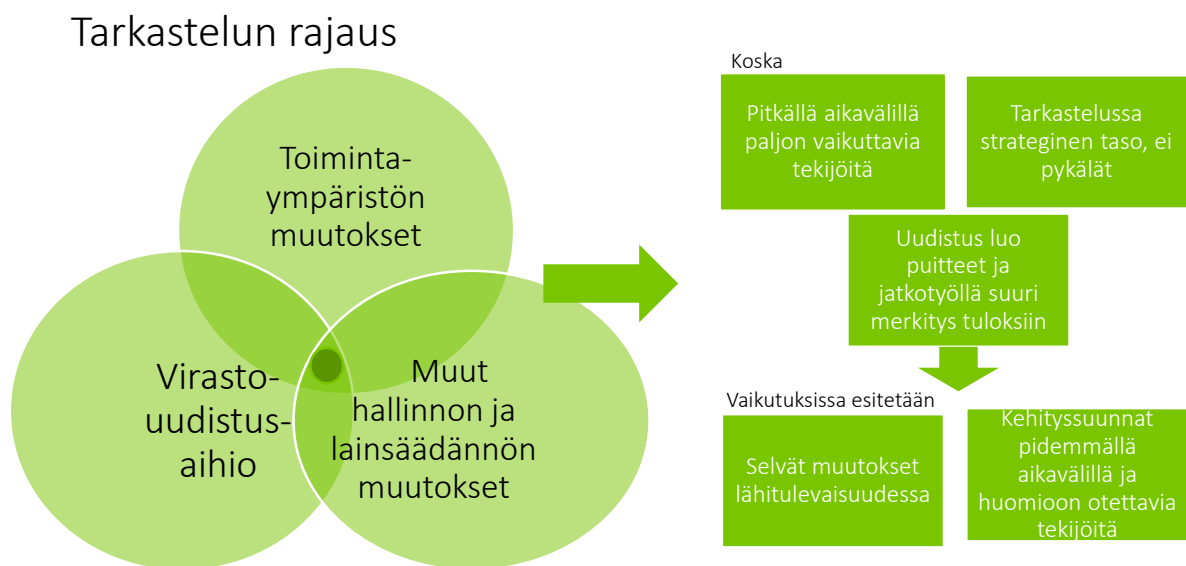 Tarkastelun rajaus
Toiminta-
ympäristön
muutokset
Virasto-
uudistus-
aihio
Muut
hallinnon ja
lainsäädännön
muutokset
Koska
Pitkällä aikavälillä
paljon vaikuttavia
tekijöitä
Tarkastelussa
strateginen taso, ei
pykälät
Uudistus luo
puitteet ja
jatkotyöllä suuri
merkitys tuloksiin
Vaikutuksissa esitetään
Selvät muutokset
lähitulevaisuudessa
Kehityssuunnat
pidemmällä
aikavälillä ja
huomioon otettavia
tekijöitä